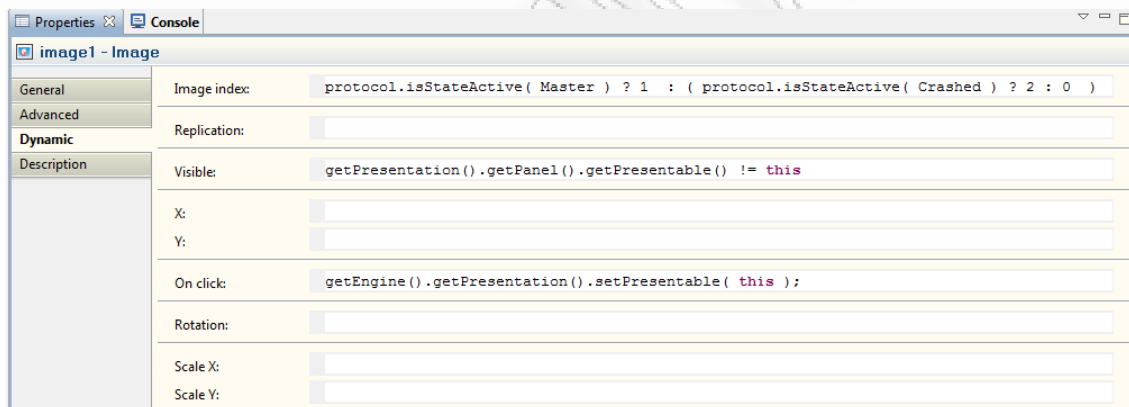 Properties Console
image1 - Image
General
Advanced
Dynamic
Description
Image index: protocol.isStateActive( Master ) ? 1 : ( protocol.isStateActive( Crashed ) ? 2 : 0 )
Replication:
Visible: getPresentation().getPanel().getPresentable() != this
X:
Y:
On click: getEngine().getPresentation().setPresentable( this );
Rotation:
Scale X:
Scale Y: